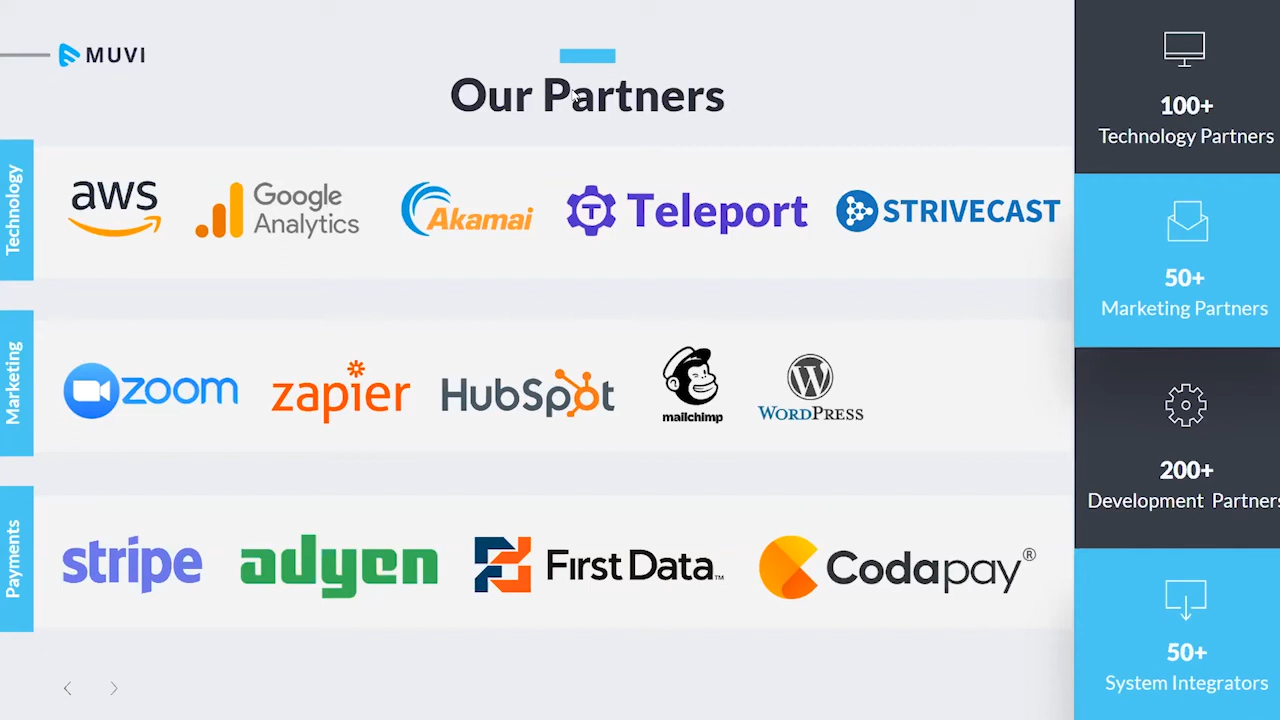 MUVI
Our Partners
Technology
aws
Google
Analytics
Akamai
T Teleport
STRIVECAST
Marketing
zoom
zapier
HubSpot
mailchimp
W
WORDPRESS
Payments
stripe
adyen
First Data™
Codapay®
100+
Technology Partners
50+
Marketing Partners
200+
Development Partners
50+
System Integrators